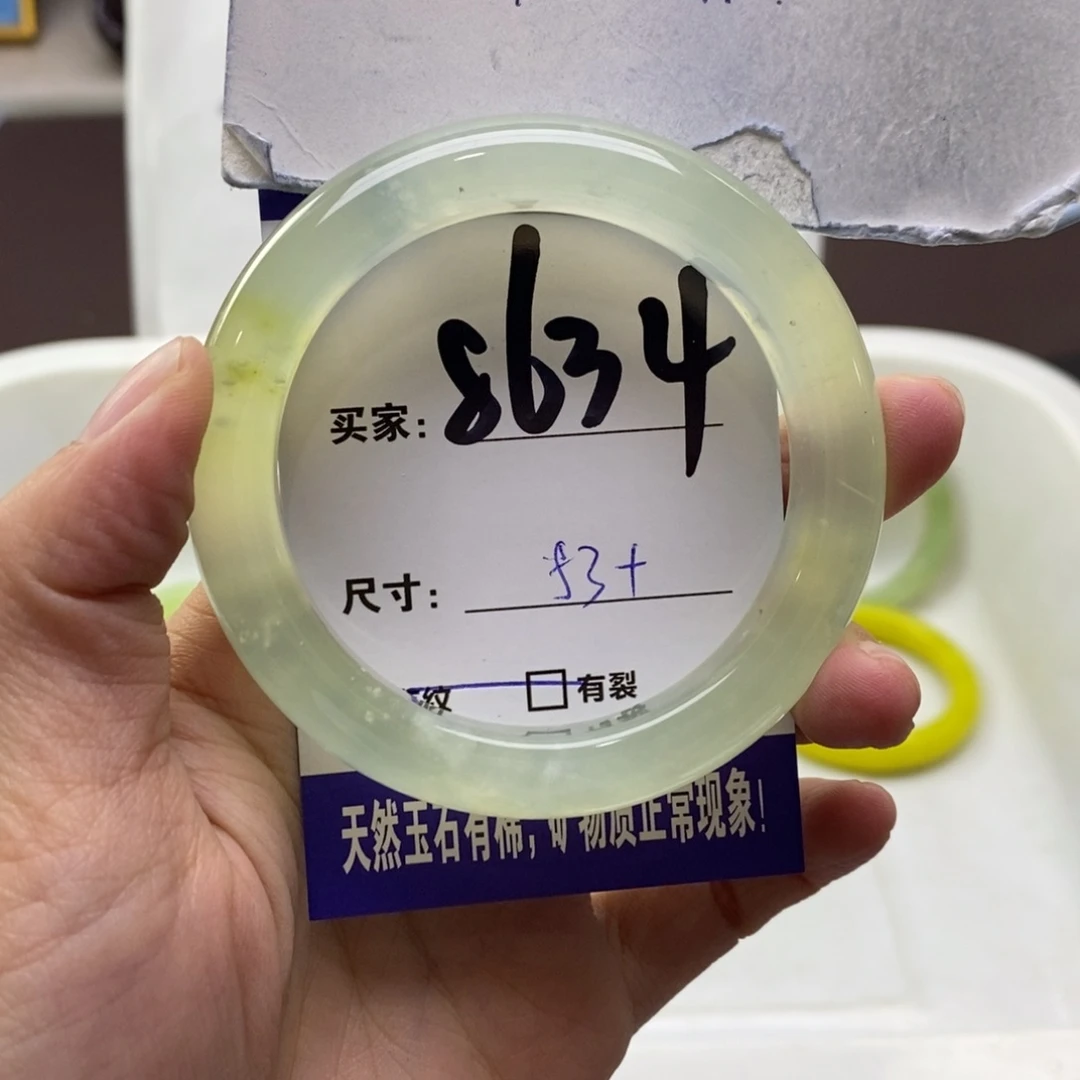 买家: 8634
尺寸: 53+
纹 □有裂
天然玉石有棉,矿物质正常现象!